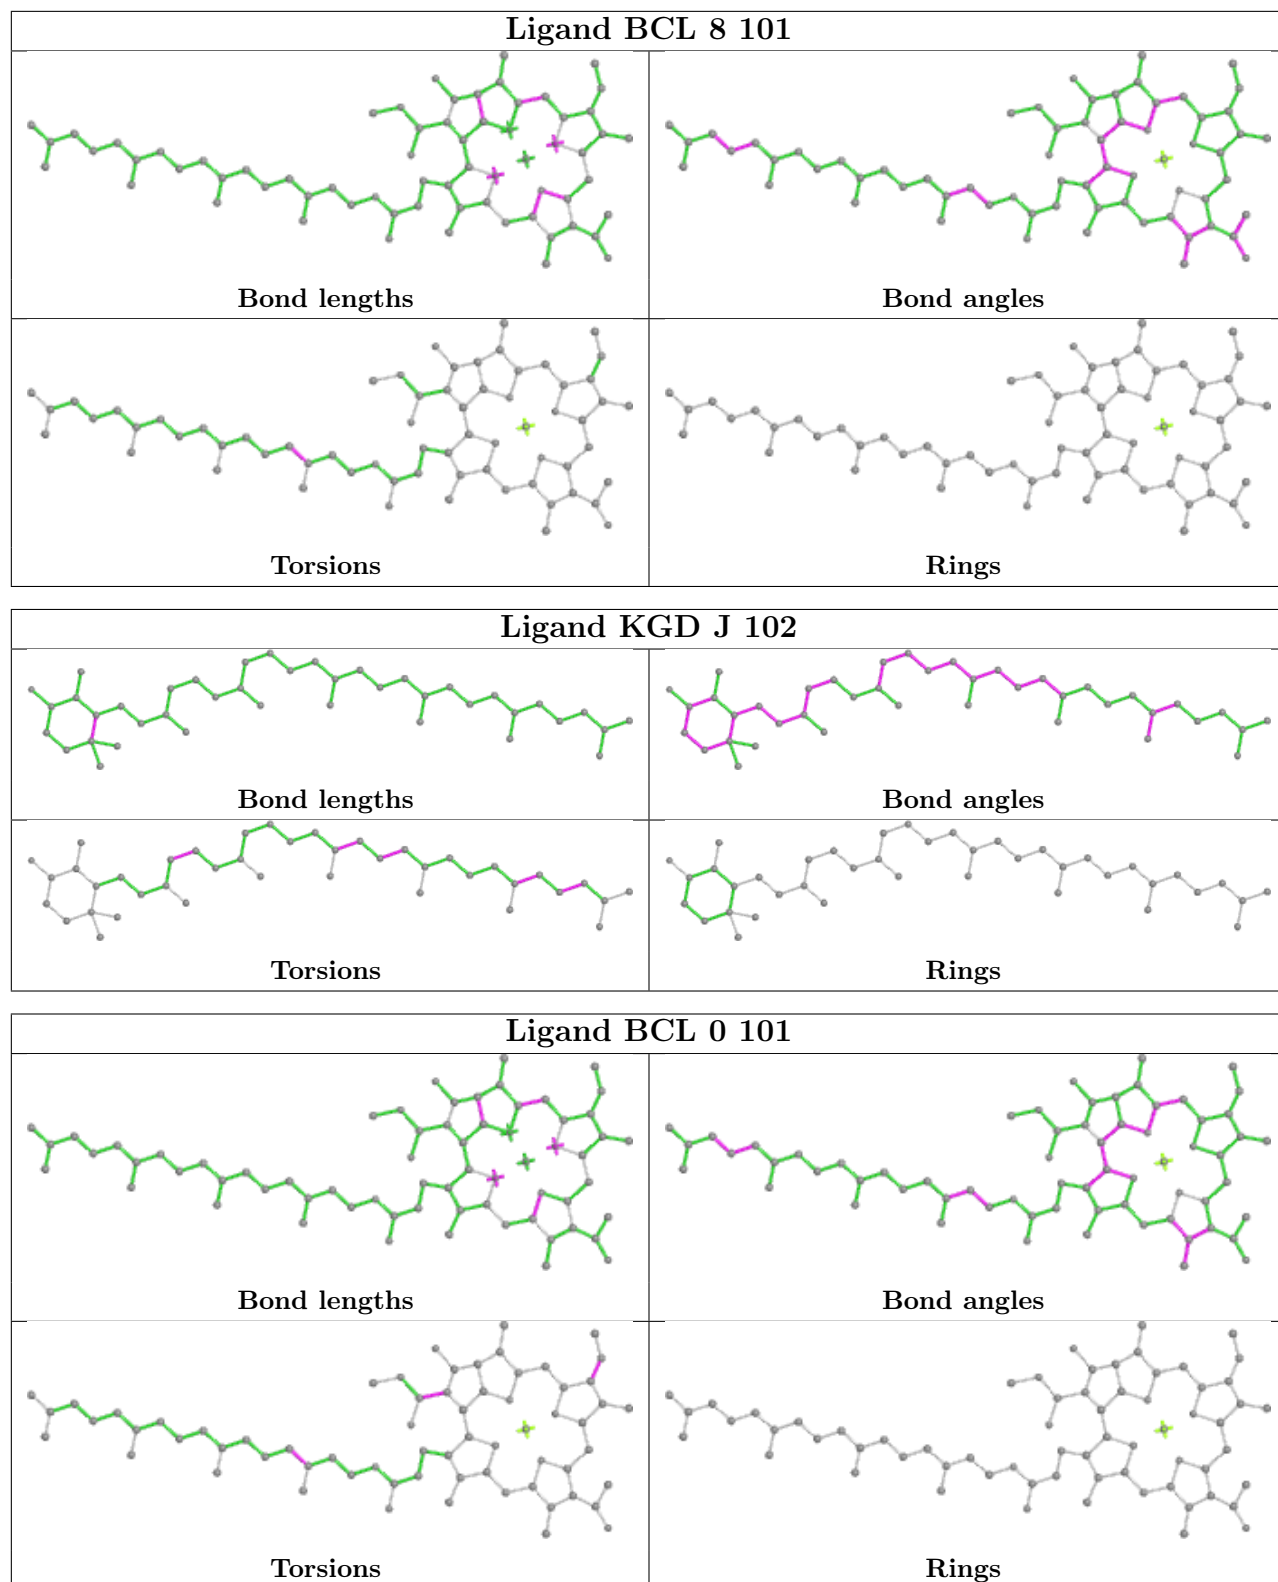 Ligand BCL 8 101
Bond lengths
Bond angles
Torsions
Rings
Ligand KGD J 102
Bond lengths
Bond angles
Torsions
Rings
Ligand BCL 0 101
Bond lengths
Bond angles
Torsions
Rings